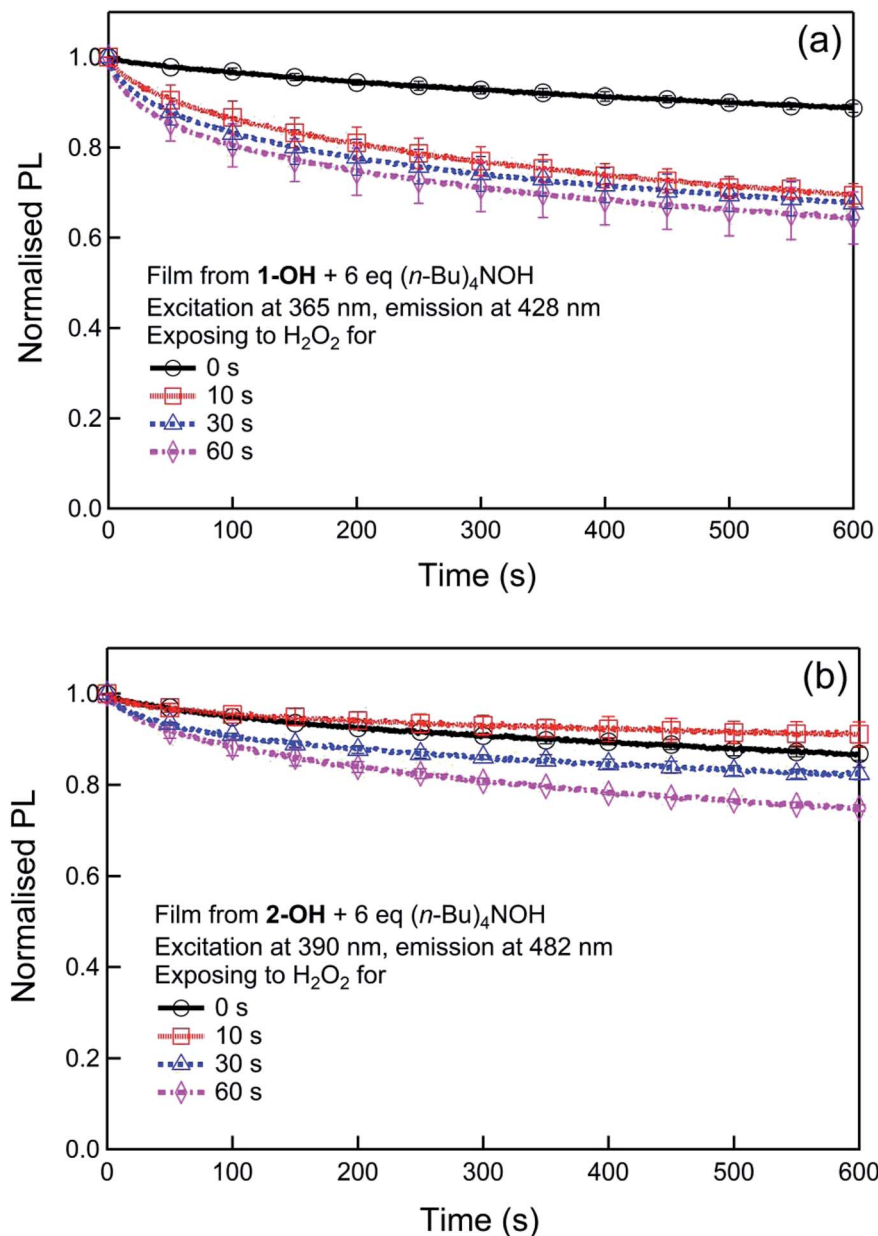 (a)
Normalised PL
1.0
0.8
0.6
0.4
0.2
0.0
Film from 1-OH + 6 eq (n-Bu)₄NOH
Excitation at 365 nm, emission at 428 nm
Exposing to H₂O₂ for
0 s
10 s
30 s
60 s
0 100 200 300 400 500 600
Time (s)
(b)
Normalised PL
1.0
0.8
0.6
0.4
0.2
0.0
Film from 2-OH + 6 eq (n-Bu)₄NOH
Excitation at 390 nm, emission at 482 nm
Exposing to H₂O₂ for
0 s
10 s
30 s
60 s
0 100 200 300 400 500 600
Time (s)